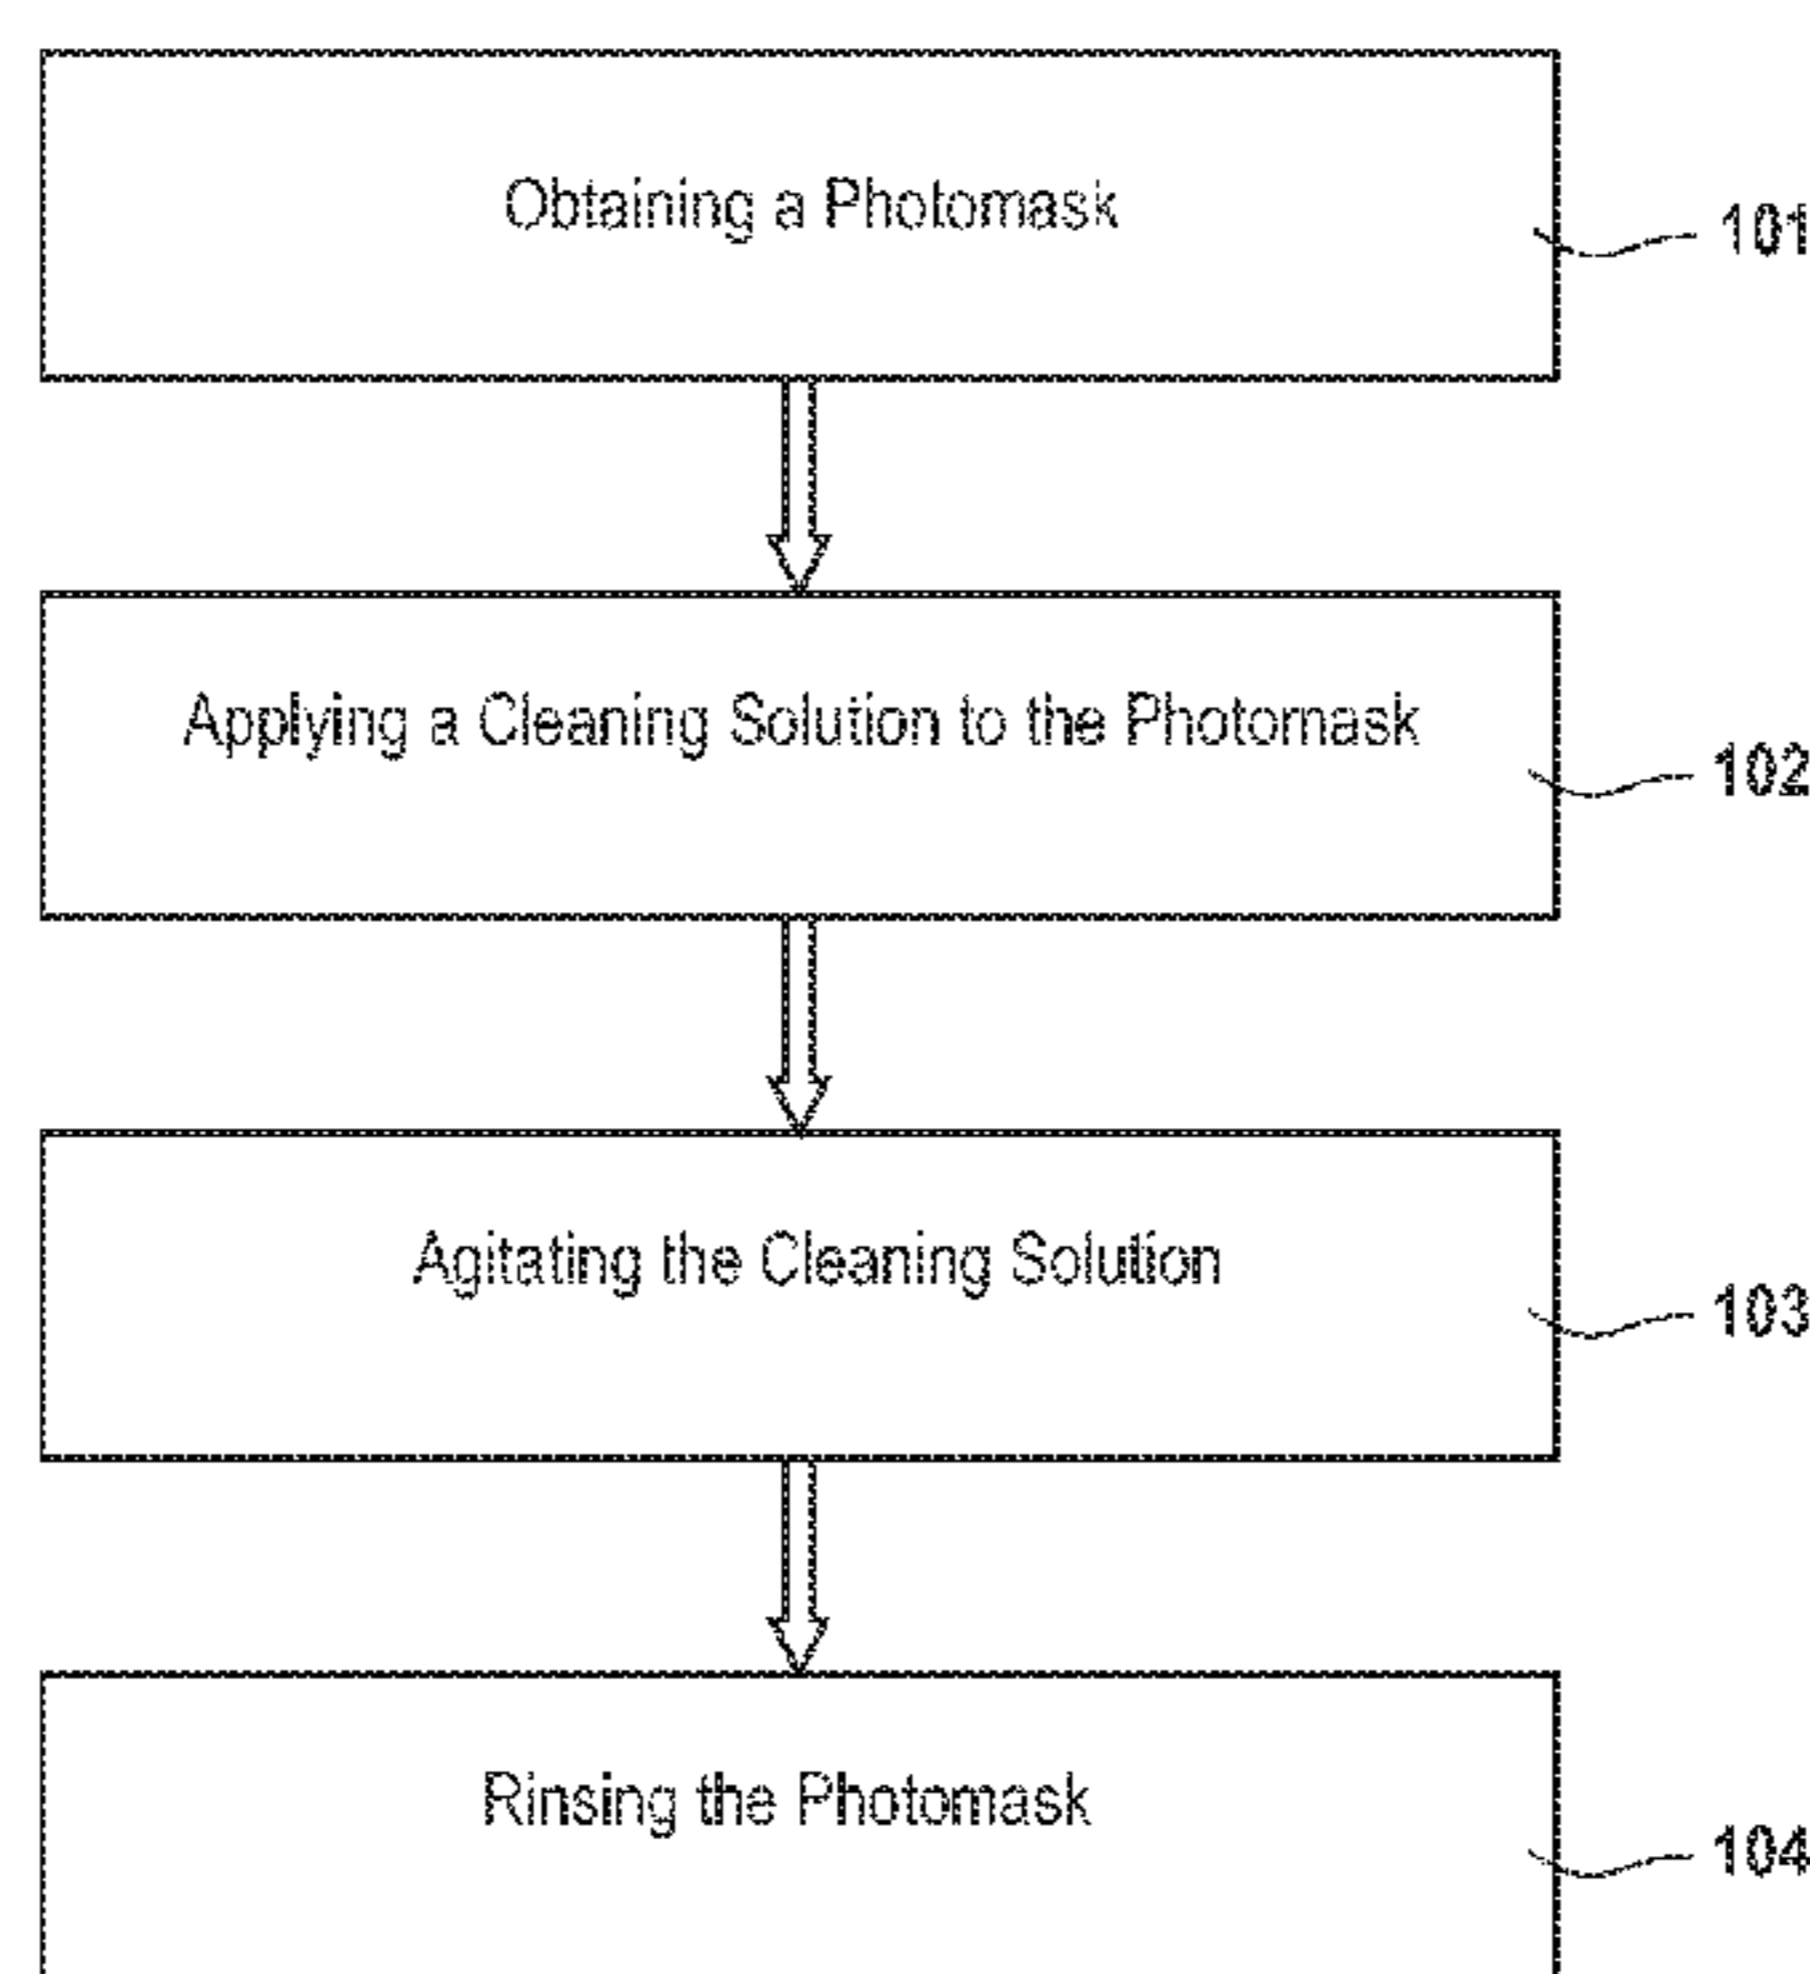 Obtaining a Photomask
101
Applying a Cleaning Solution to the Photomask
102
Agitating the Cleaning Solution
103
Rinsing the Photomask
104